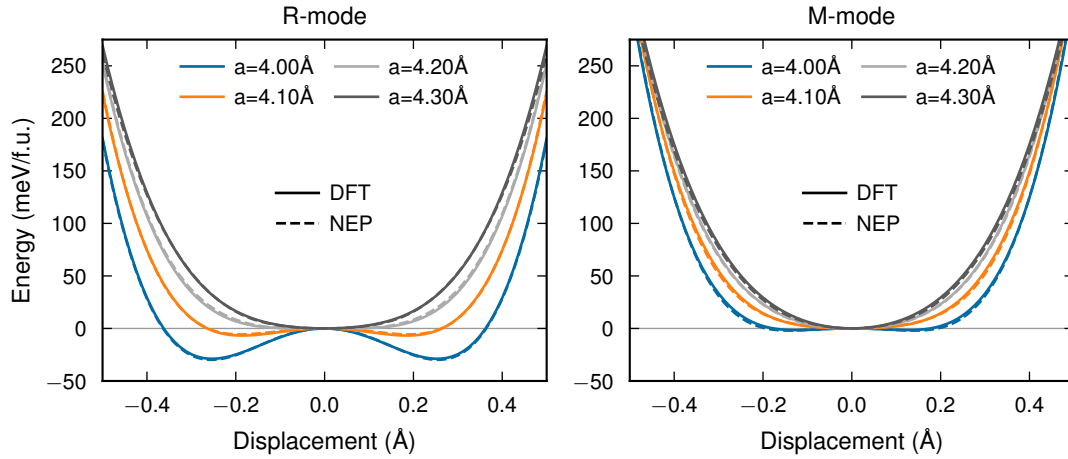 R-mode
M-mode
Energy (meV/f.u.)
250
200
150
100
50
0
−50
a=4.00Å
a=4.20Å
a=4.10Å
a=4.30Å
DFT
NEP
−0.4
−0.2
0.0
0.2
0.4
Displacement (Å)
250
200
150
100
50
0
−50
a=4.00Å
a=4.20Å
a=4.10Å
a=4.30Å
DFT
NEP
−0.4
−0.2
0.0
0.2
0.4
Displacement (Å)